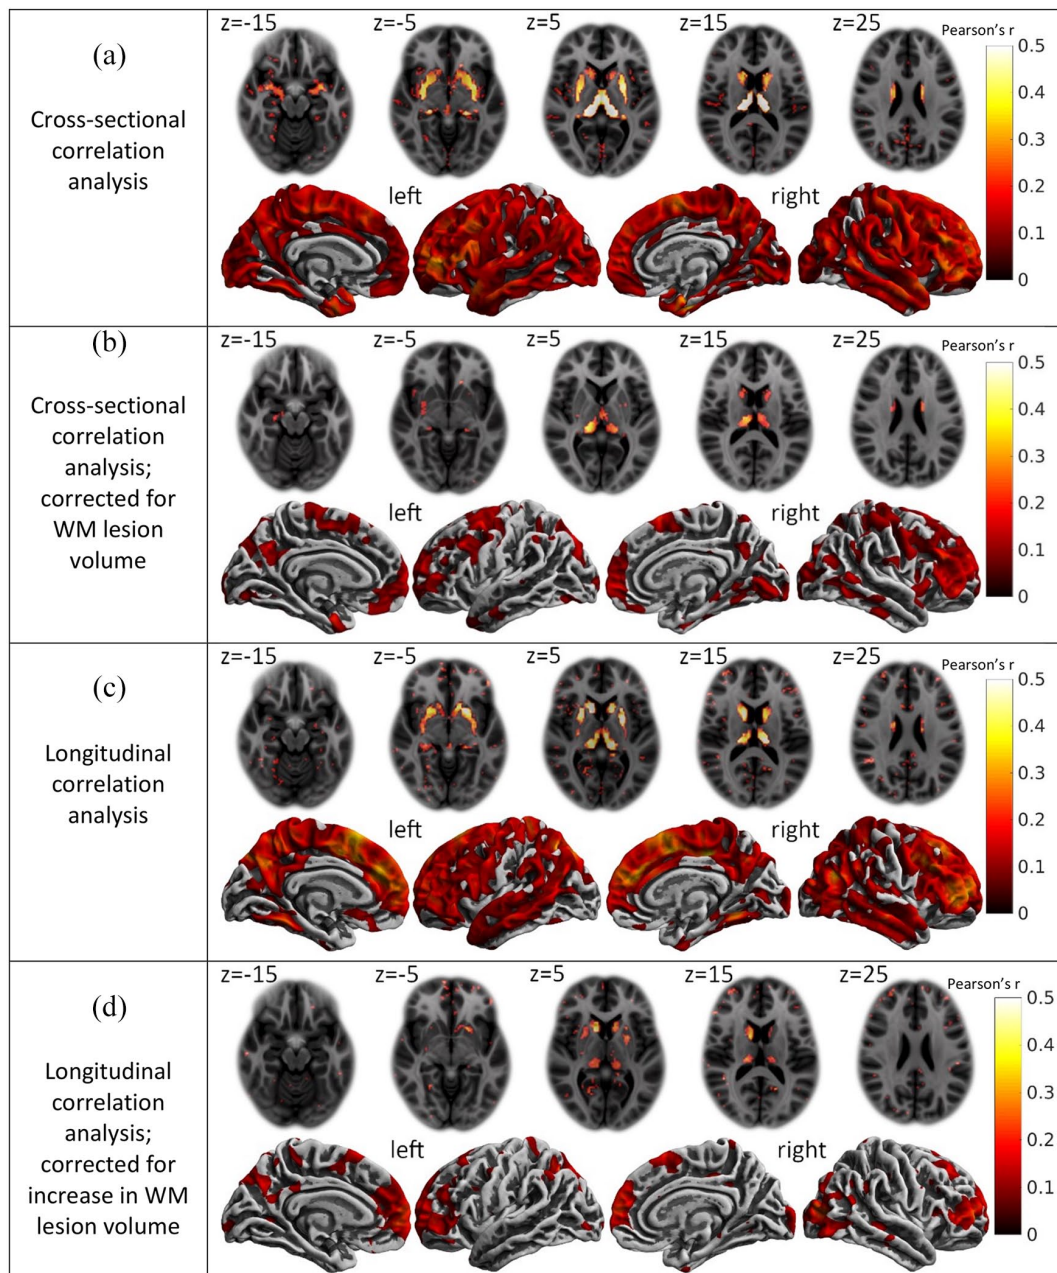 (a)
Cross-sectional
correlation
analysis
z=-15 z=-5 z=5 z=15 z=25
Pearson's r
0.5
0.4
0.3
0.2
0.1
0
left right
(b)
Cross-sectional
correlation
analysis;
corrected for
WM lesion
volume
z=-15 z=-5 z=5 z=15 z=25
Pearson's r
0.5
0.4
0.3
0.2
0.1
0
left right
(c)
Longitudinal
correlation
analysis
z=-15 z=-5 z=5 z=15 z=25
Pearson's r
0.5
0.4
0.3
0.2
0.1
0
left right
(d)
Longitudinal
correlation
analysis;
corrected for
increase in WM
lesion volume
z=-15 z=-5 z=5 z=15 z=25
Pearson's r
0.5
0.4
0.3
0.2
0.1
0
left right